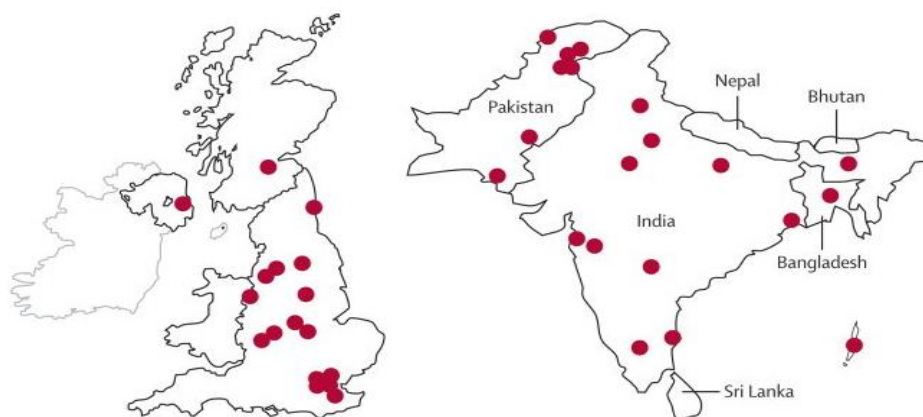 Nepal
Bhutan
Pakistan
India
Bangladesh
Sri Lanka